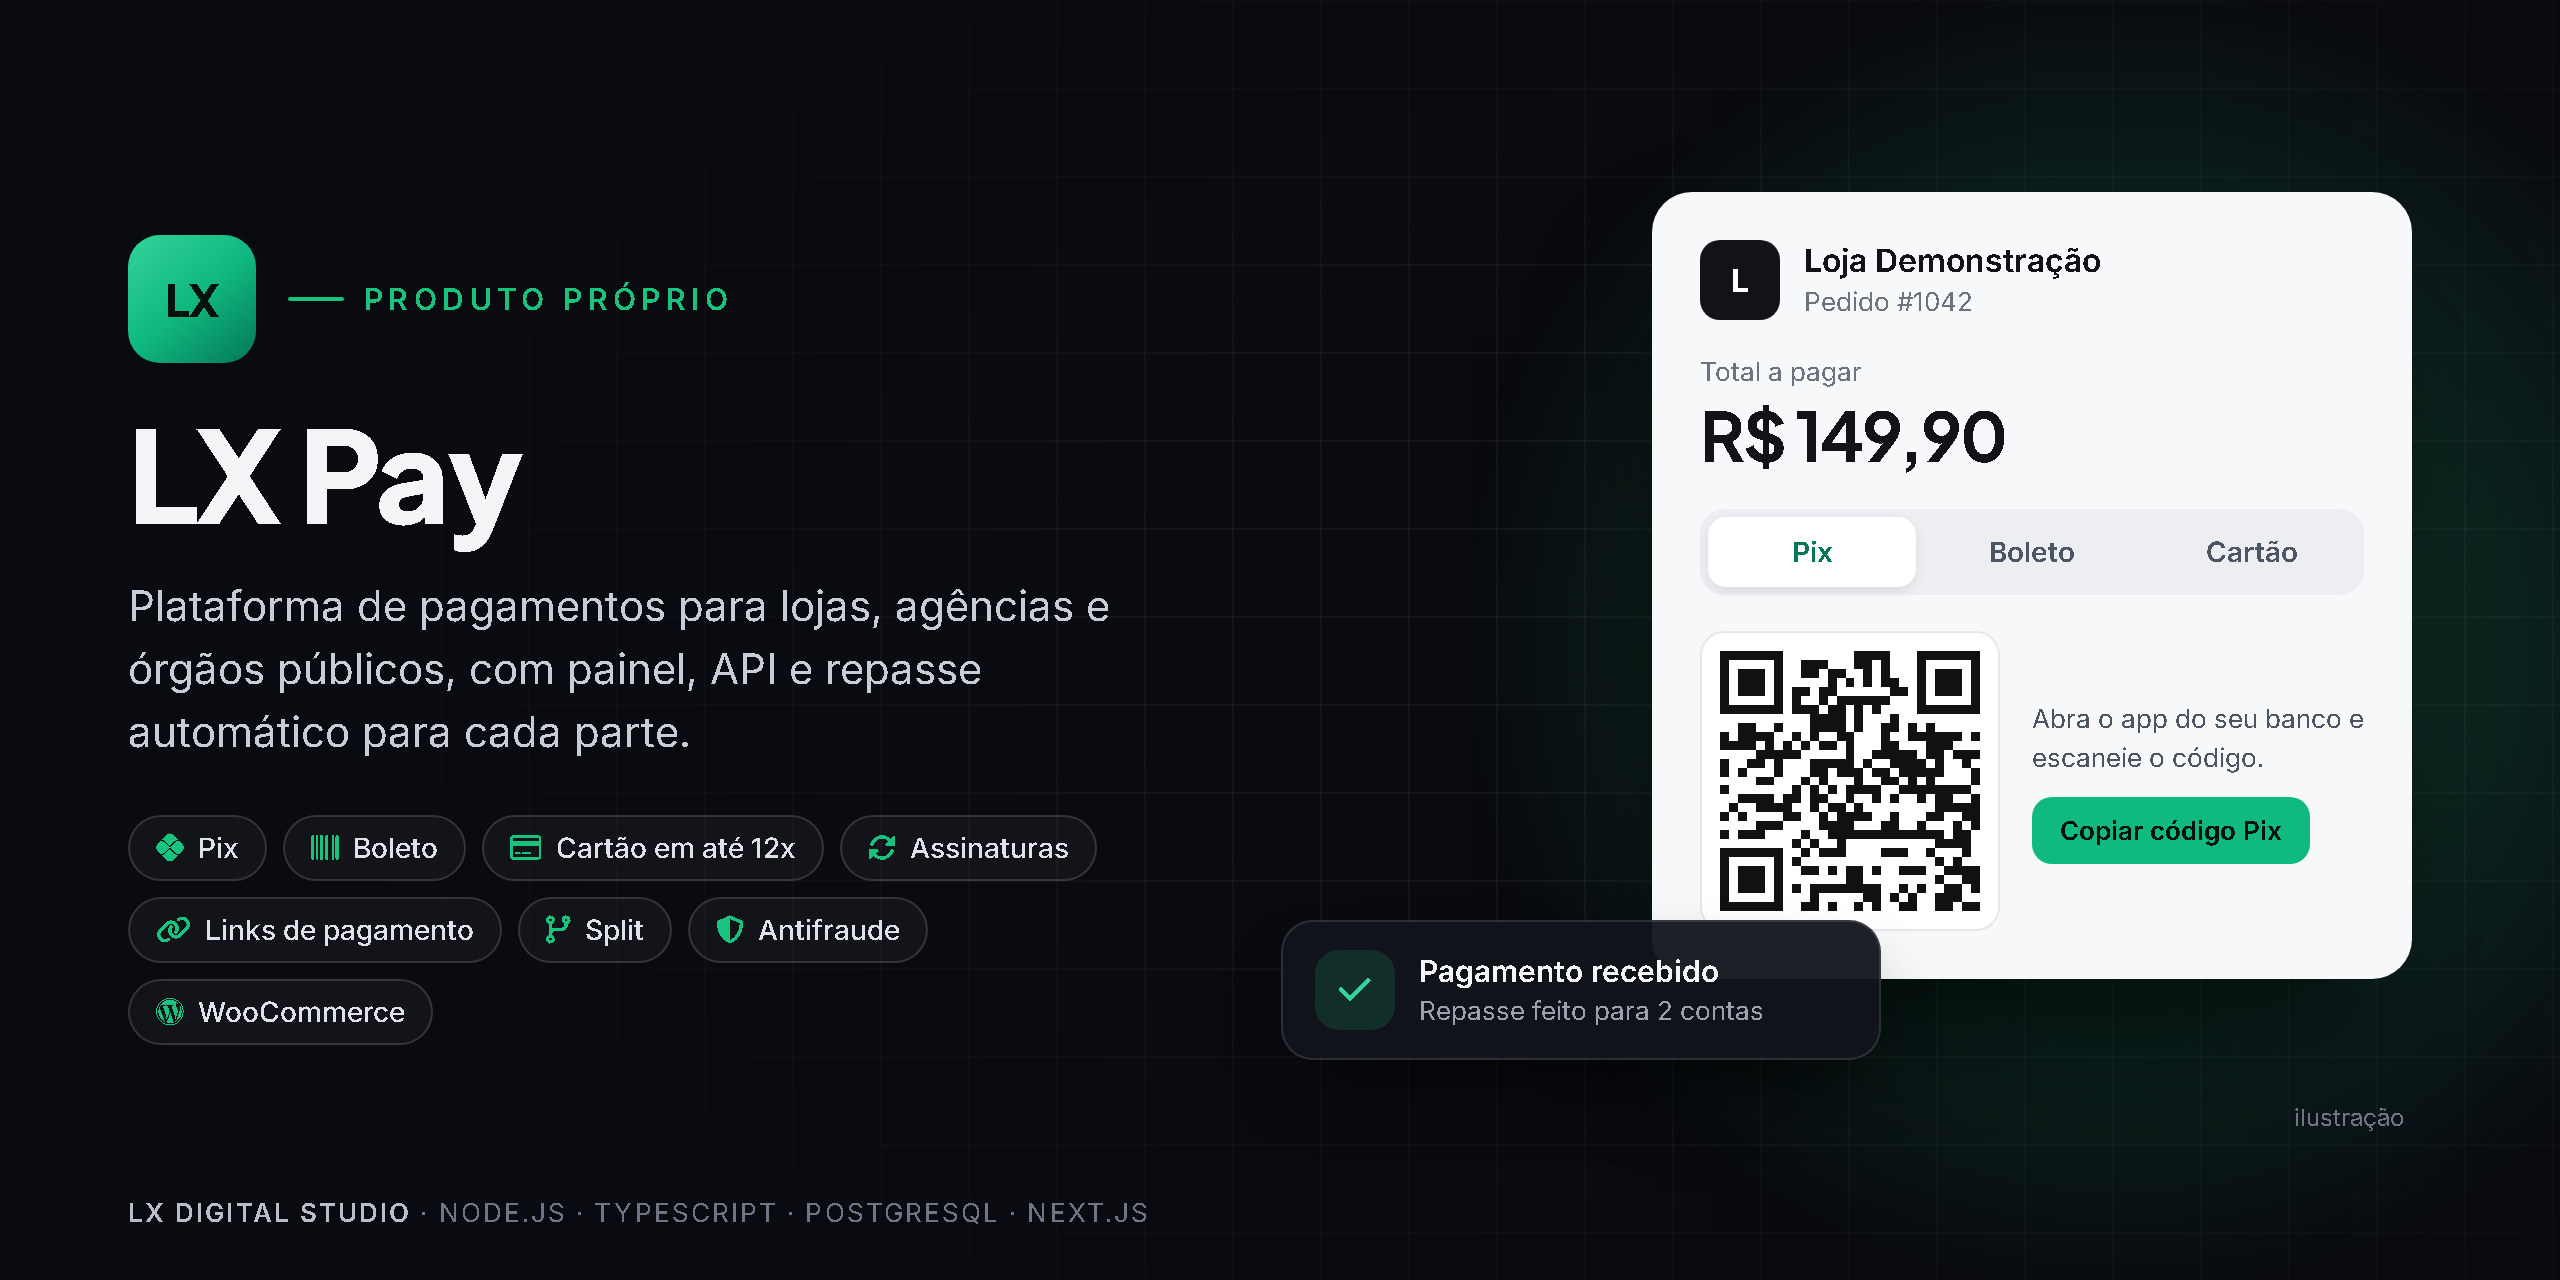 LX
PRODUTO PRÓPRIO
LX Pay
Plataforma de pagamentos para lojas, agências e
órgãos públicos, com painel, API e repasse
automático para cada parte.
Pix
Boleto
Cartão em até 12x
Assinaturas
Links de pagamento
Split
Antifraude
WooCommerce
LX DIGITAL STUDIO · NODE.JS · TYPESCRIPT · POSTGRESQL · NEXT.JS
L
Loja Demonstração
Pedido #1042
Total a pagar
R$ 149,90
Pix
Boleto
Cartão
Abra o app do seu banco e
escaneie o código.
Copiar código Pix
Pagamento recebido
Repasse feito para 2 contas
ilustração